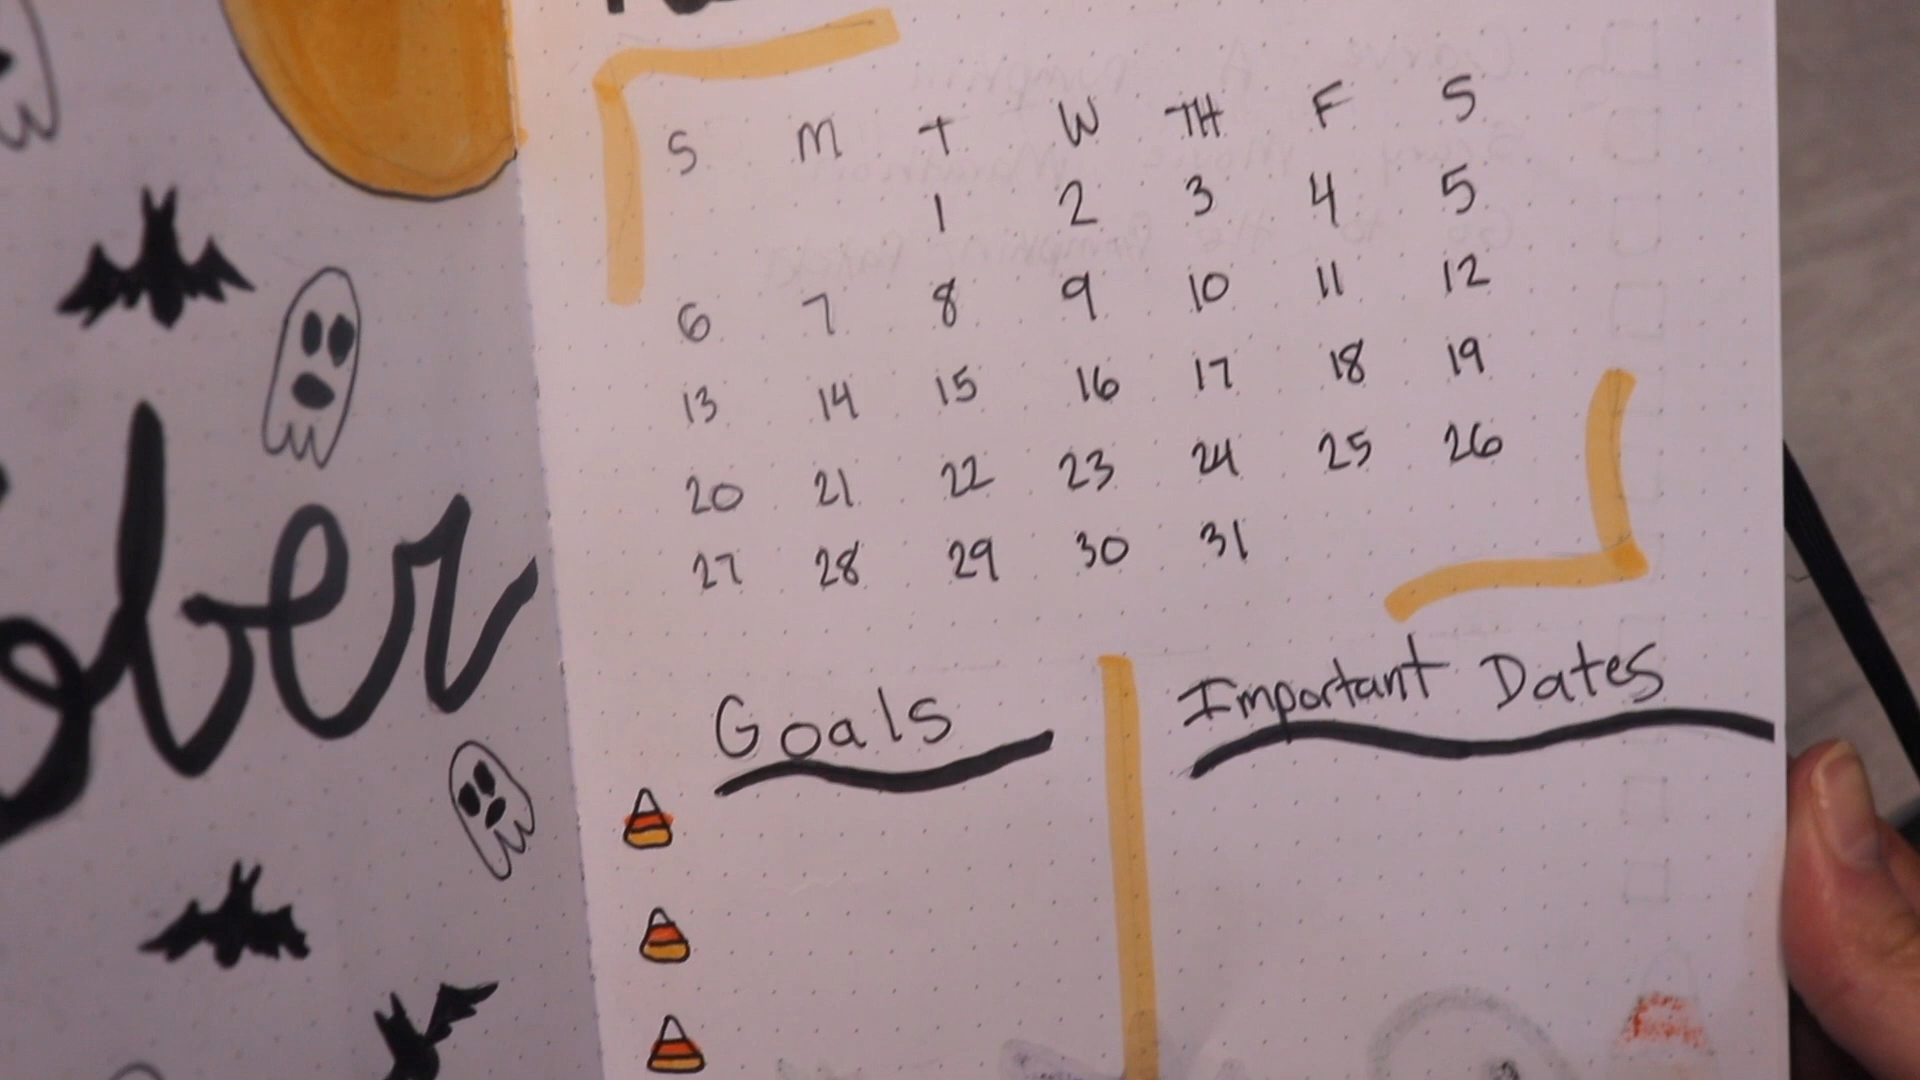 ber
S M T W TH F S
1 2 3 4 5
6 7 8 9 10 11 12
13 14 15 16 17 18 19
20 21 22 23 24 25 26
27 28 29 30 31
Goals
Important Dates